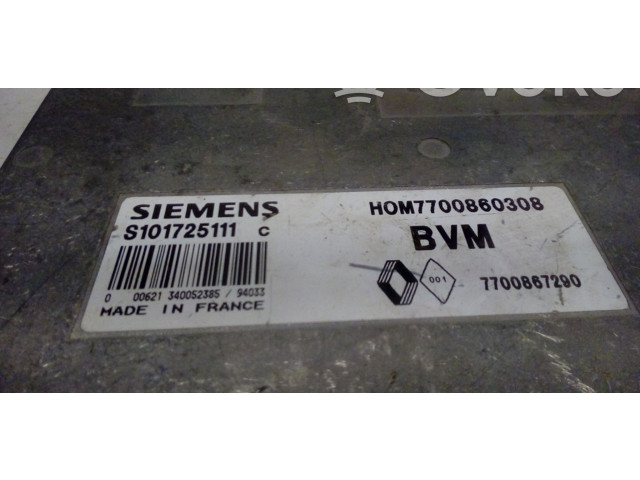 SIEMENS
S101725111 C
0 00621 340052385 / 94033
MADE IN FRANCE
HOM7700860308
BVM
001
7700867290